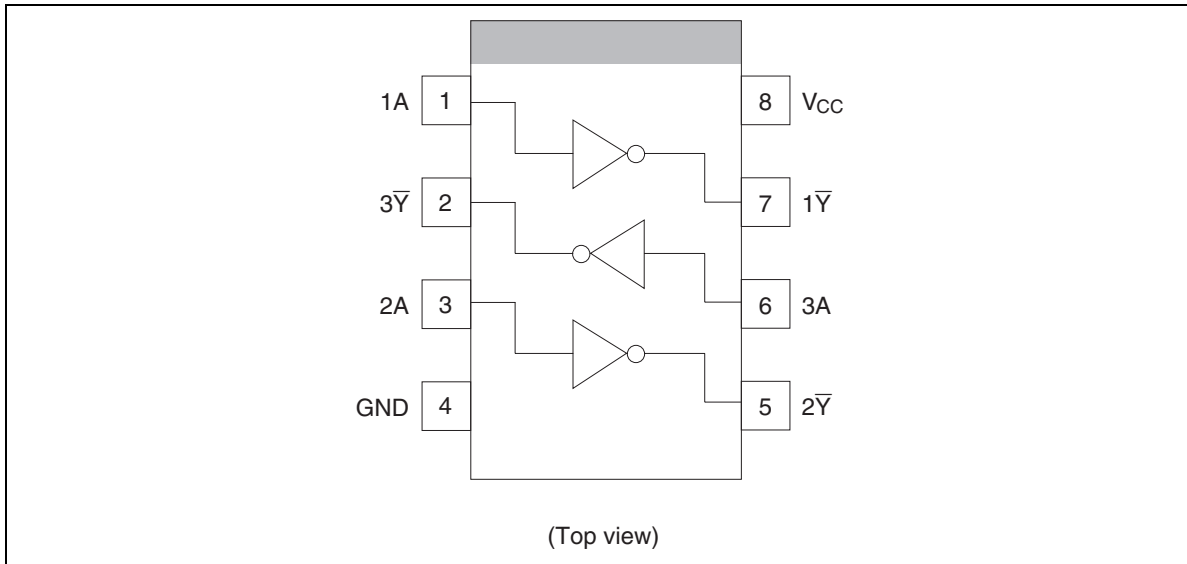 1A 1 8 VCC
3Y̅ 2 7 1Y̅
2A 3 6 3A
GND 4 5 2Y̅
(Top view)